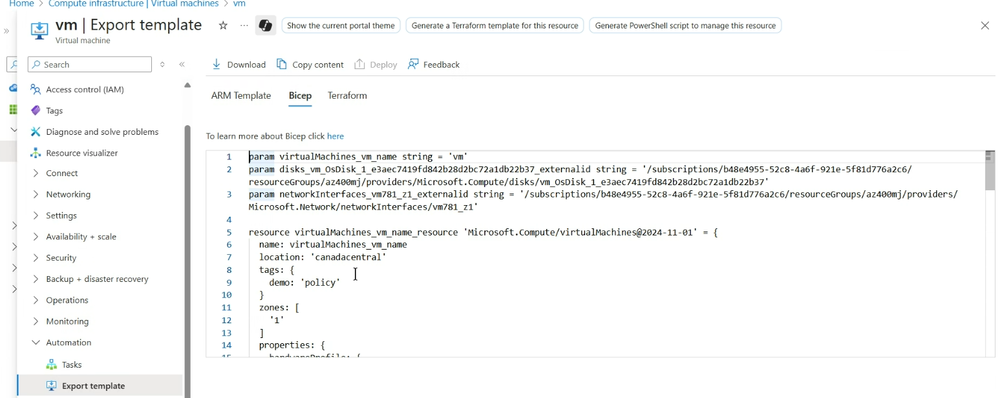 Home > Compute infrastructure | Virtual machines > vm
vm | Export template
Virtual machine
Show the current portal theme
Generate a Terraform template for this resource
Generate PowerShell script to manage this resource
Search
Access control (IAM)
Tags
Diagnose and solve problems
Resource visualizer
Connect
Networking
Settings
Availability + scale
Security
Backup + disaster recovery
Operations
Monitoring
Automation
Tasks
Export template
Download
Copy content
Deploy
Feedback
ARM Template
Bicep
Terraform
To learn more about Bicep click here
1 param virtualMachines_vm_name string = 'vm'
2 param disks_vm_OsDisk_1_e3aec7419fd842b28d2bc72a1db22b37_externalid string = '/subscriptions/b48e4955-52c8-4a6f-921e-5f81d776a2c6/
resourceGroups/az400mj/providers/Microsoft.Compute/disks/vm_OsDisk_1_e3aec7419fd842b28d2bc72a1db22b37'
3 param networkInterfaces_vm781_z1_externalid string = '/subscriptions/b48e4955-52c8-4a6f-921e-5f81d776a2c6/resourceGroups/az400mj/providers/
Microsoft.Network/networkInterfaces/vm781_z1'
4
5 resource virtualMachines_vm_name_resource 'Microsoft.Compute/virtualMachines@2024-11-01' = {
6 name: virtualMachines_vm_name
7 location: 'canadacentral'
8 tags: {
9 demo: 'policy'
10 }
11 zones: [
12 '1'
13 ]
14 properties: {
15 hardwareProfile: {